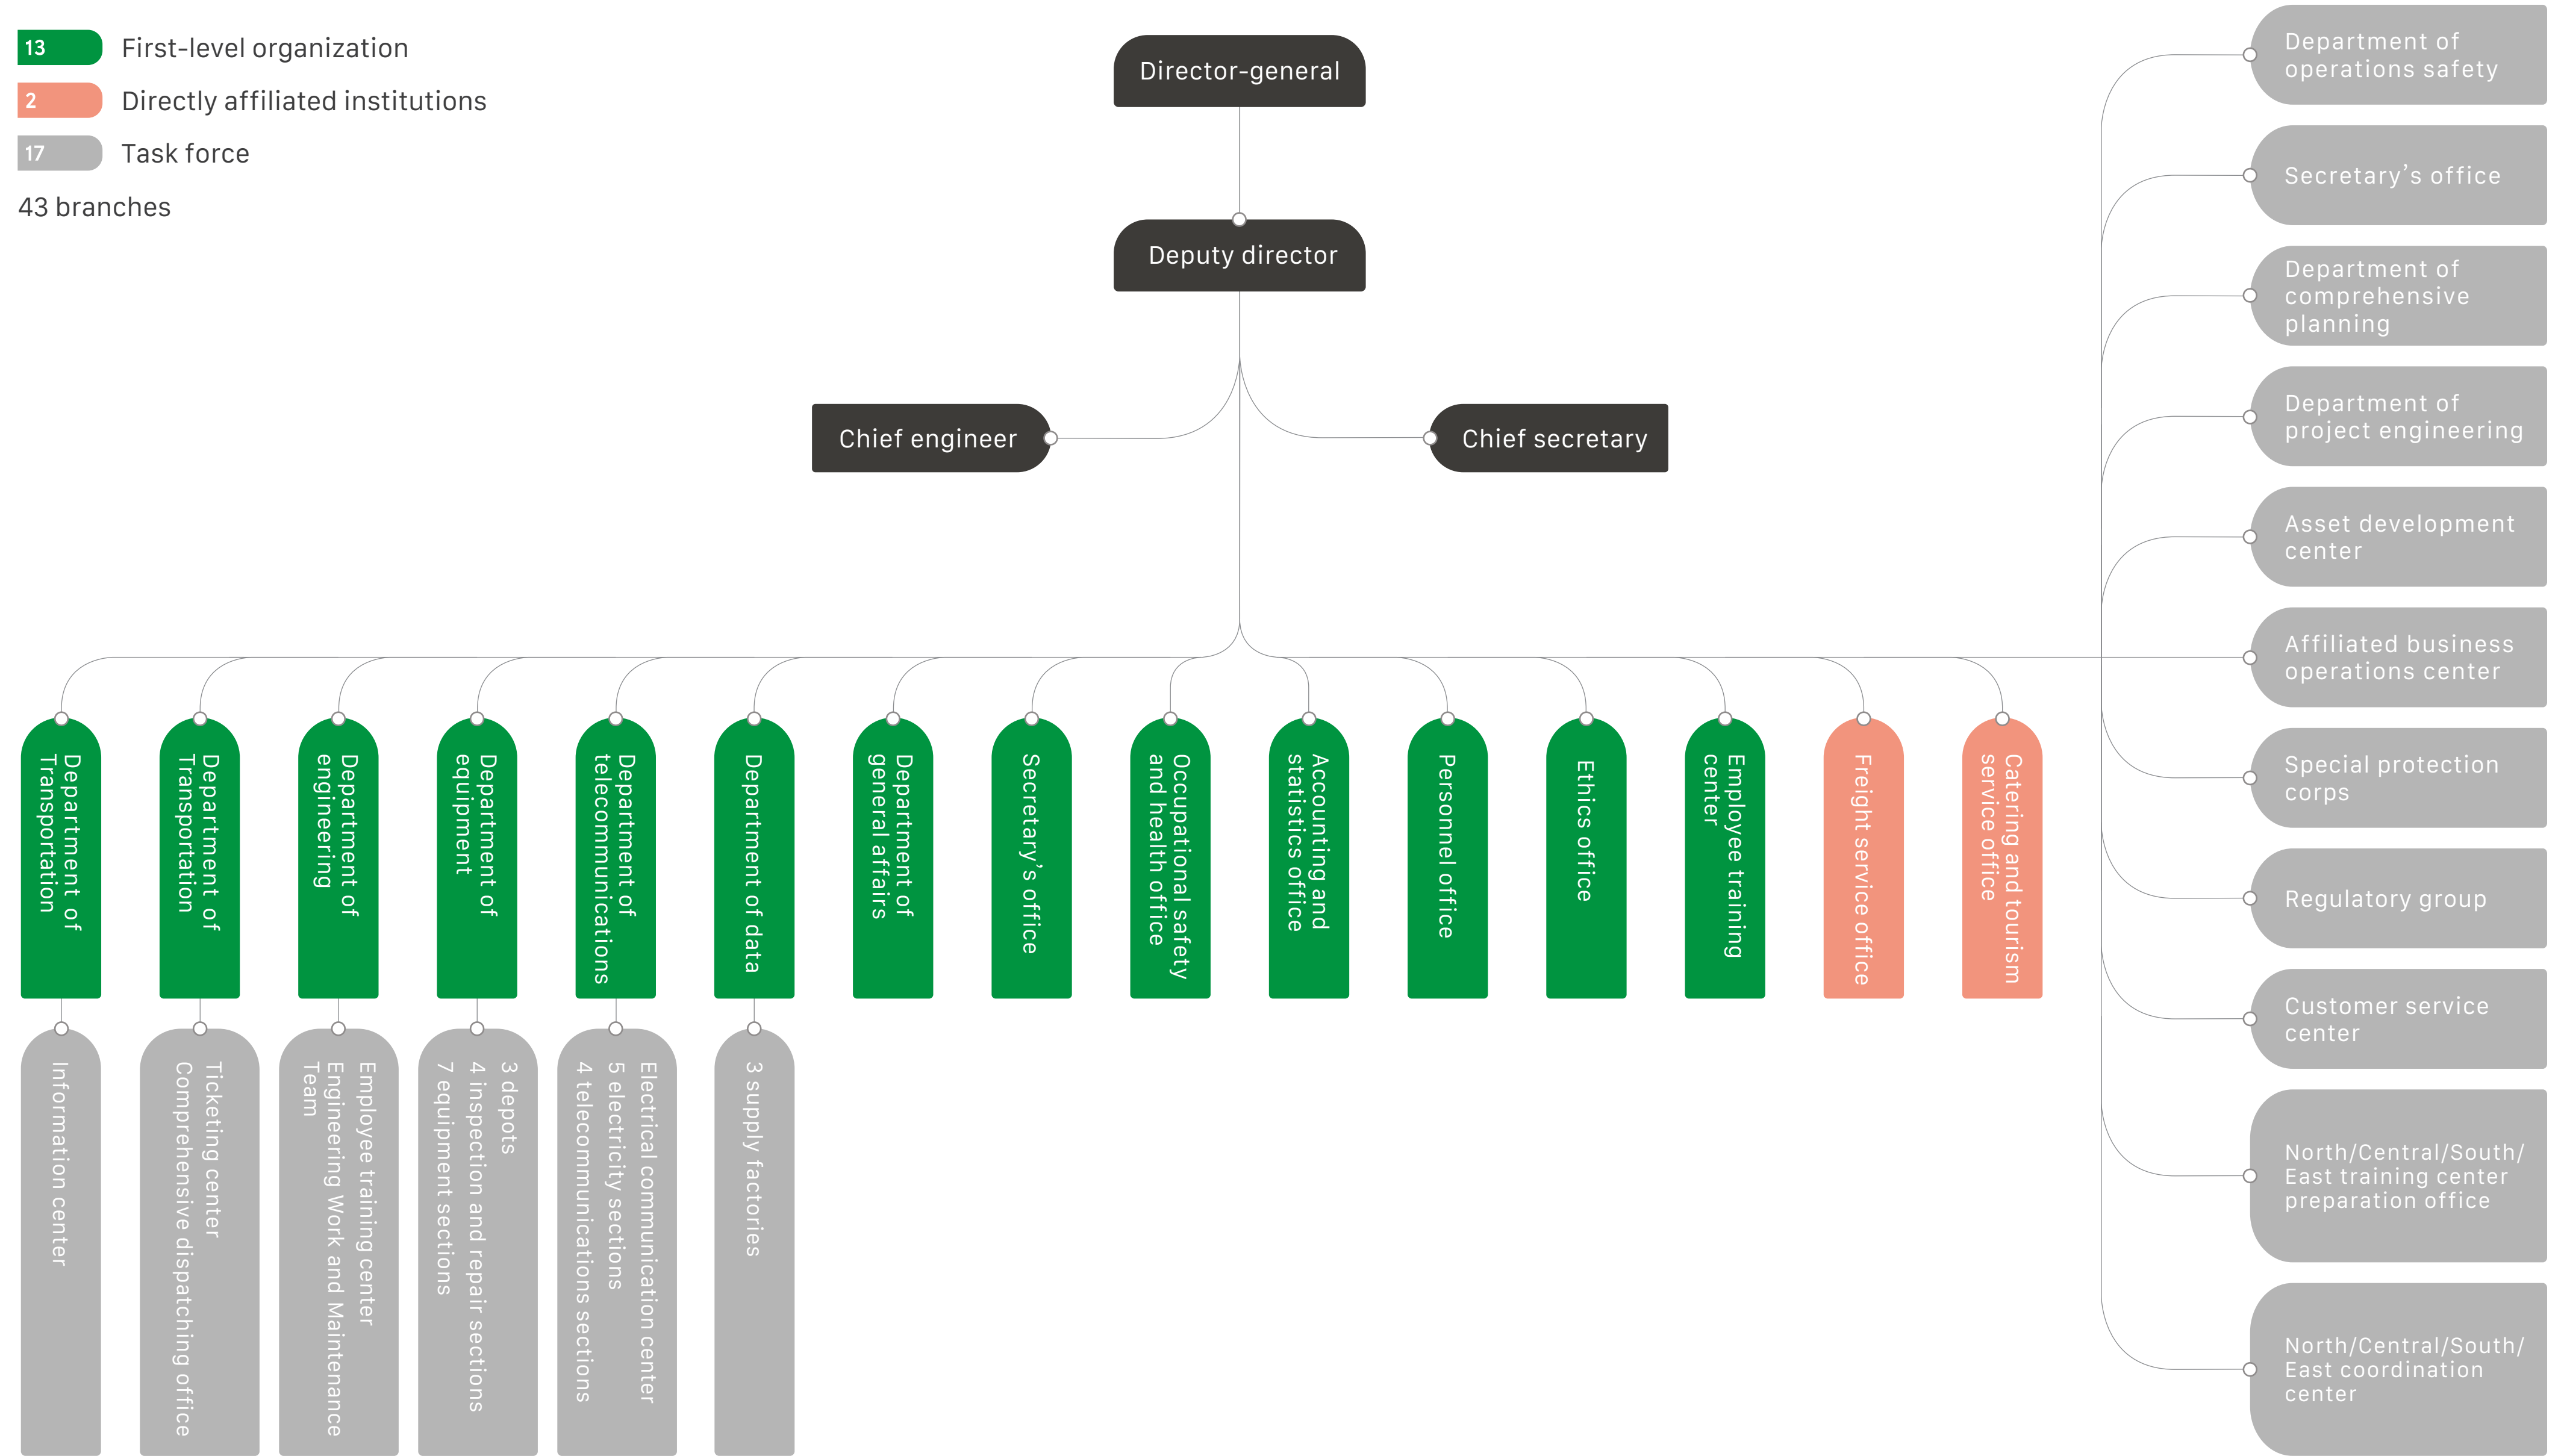 13
First-level organization
2
Directly affiliated institutions
17
Task force
43 branches
Director-general
Deputy director
Chief engineer
Chief secretary
Department of
Transportation
Department of
Transportation
Department of
engineering
Department of
equipment
Department of
telecommunications
Department of data
Department of
general affairs
Secretary’s office
Occupational safety
and health office
Accounting and
statistics office
Personnel office
Ethics office
Employee training
center
Freight service office
Catering and tourism
service office
Information center
Ticketing center
Comprehensive dispatching office
Employee training center
Engineering Work and Maintenance
Team
3 depots
4 inspection and repair sections
7 equipment sections
Electrical communication center
5 electricity sections
4 telecommunications sections
3 supply factories
Department of
operations safety
Secretary’s office
Department of
comprehensive
planning
Department of
project engineering
Asset development
center
Affiliated business
operations center
Special protection
corps
Regulatory group
Customer service
center
North/Central/South/
East training center
preparation office
North/Central/South/
East coordination
center